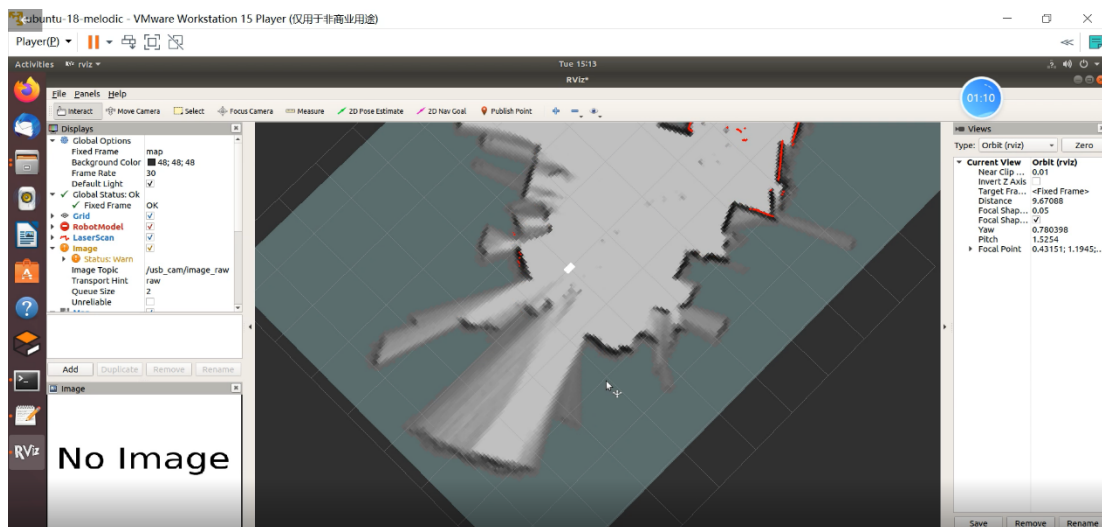 ubuntu-18-melodic - VMware Workstation 15 Player (仅用于非商业用途)
Player(P)
Activities
rviz
Tue 15:13
RViz*
File Panels Help
Interact Move Camera Select Focus Camera Measure 2D Pose Estimate 2D Nav Goal Publish Point
01:10
Displays
Global Options
Fixed Frame map
Background Color 48; 48; 48
Frame Rate 30
Default Light
Global Status: Ok
Fixed Frame OK
Grid
RobotModel
LaserScan
Image
Status: Warn
Image Topic /usb_cam/image_raw
Transport Hint raw
Queue Size 2
Unreliable
Add Duplicate Remove Rename
Image
No Image
RViz
Views
Type: Orbit (rviz) Zero
Current View Orbit (rviz)
Near Clip ... 0.01
Invert Z Axis
Target Fra... <Fixed Frame>
Distance 9.67088
Focal Shap... 0.05
Focal Shap...
Yaw 0.780398
Pitch 1.5254
Focal Point 0.43151; 1.1945;...
Save Remove Rename